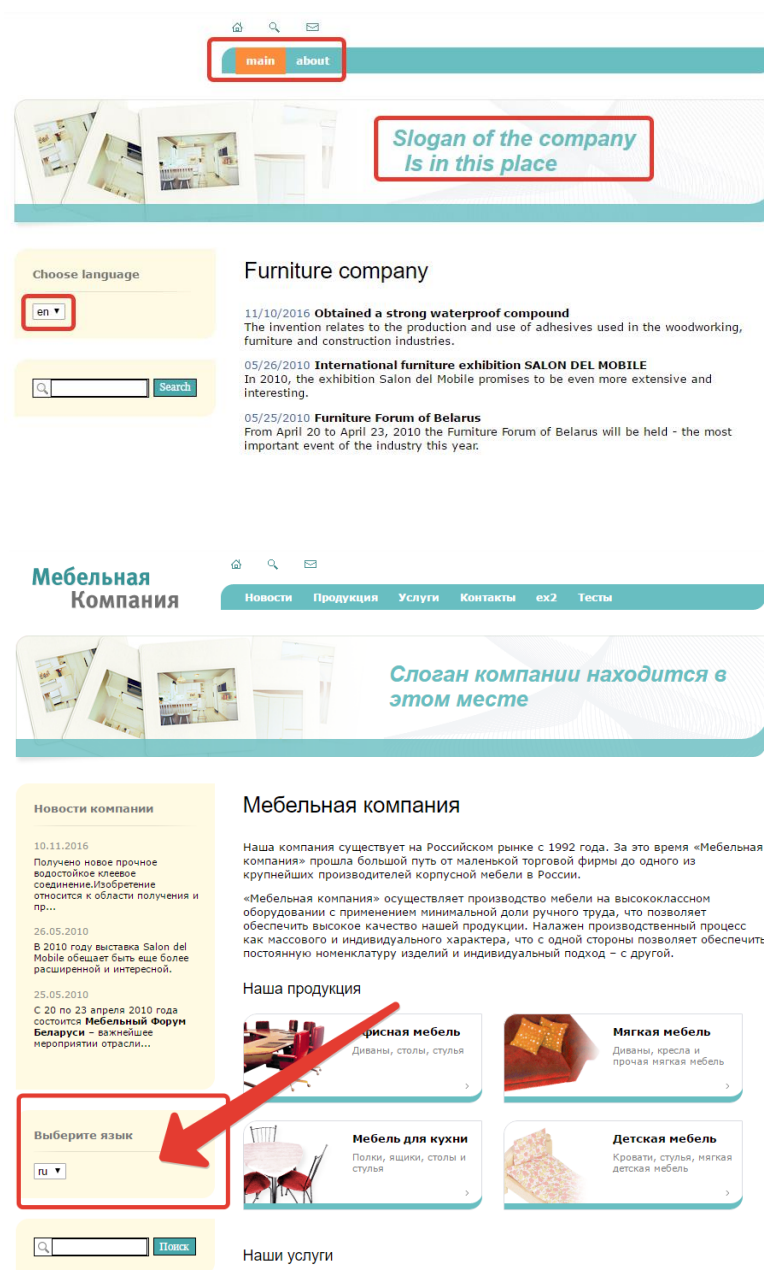 main about
Slogan of the company
Is in this place
Choose language
en
Search
Furniture company
11/10/2016 Obtained a strong waterproof compound
The invention relates to the production and use of adhesives used in the woodworking,
furniture and construction industries.
05/26/2010 International furniture exhibition SALON DEL MOBILE
In 2010, the exhibition Salon del Mobile promises to be even more extensive and
interesting.
05/25/2010 Furniture Forum of Belarus
From April 20 to April 23, 2010 the Furniture Forum of Belarus will be held - the most
important event of the industry this year.
Мебельная
Компания
Новости Продукция Услуги Контакты ex2 Тесты
Слоган компании находится в
этом месте
Новости компании
10.11.2016
Получено новое прочное
водостойкое клеевое
соединение.Изобретение
относится к области получения и
пр...
26.05.2010
В 2010 году выставка Salon del
Mobile обещает быть еще более
расширенной и интересной.
25.05.2010
С 20 по 23 апреля 2010 года
состоится Мебельный Форум
Беларуси – важнейшее
мероприятии отрасли...
Выберите язык
ru
Поиск
Мебельная компания
Наша компания существует на Российском рынке с 1992 года. За это время «Мебельная
компания» прошла большой путь от маленькой торговой фирмы до одного из
крупнейших производителей корпусной мебели в России.
«Мебельная компания» осуществляет производство мебели на высококлассном
оборудовании с применением минимальной доли ручного труда, что позволяет
обеспечить высокое качество нашей продукции. Налажен производственный процесс
как массового и индивидуального характера, что с одной стороны позволяет обеспечить
постоянную номенклатуру изделий и индивидуальный подход – с другой.
Наша продукция
мебель
Диваны, столы, стулья
Мягкая мебель
Диваны, кресла и
прочая мягкая мебель
Мебель для кухни
Полки, ящики, столы и
стулья
Детская мебель
Кровати, стулья, мягкая
детская мебель
Наши услуги